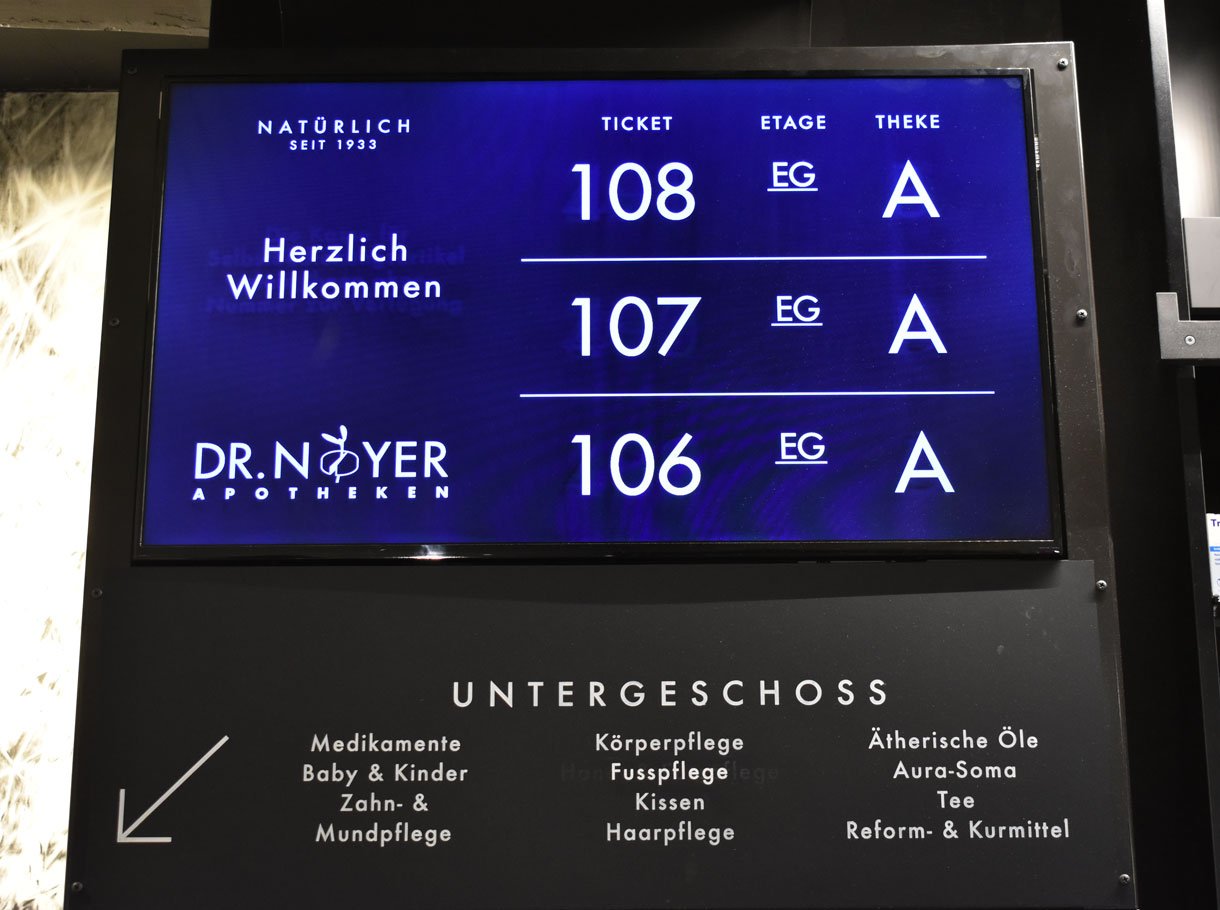 NATÜRLICH
SEIT 1933
Herzlich
Willkommen
DR. NOYER
APOTHEKEN
TICKET ETAGE THEKE
108 EG A
107 EG A
106 EG A
UNTERGESCHOSS
Medikamente
Baby & Kinder
Zahn- &
Mundpflege
Körperpflege
Fusspflege
Kissen
Haarpflege
Ätherische Öle
Aura-Soma
Tee
Reform- & Kurmittel